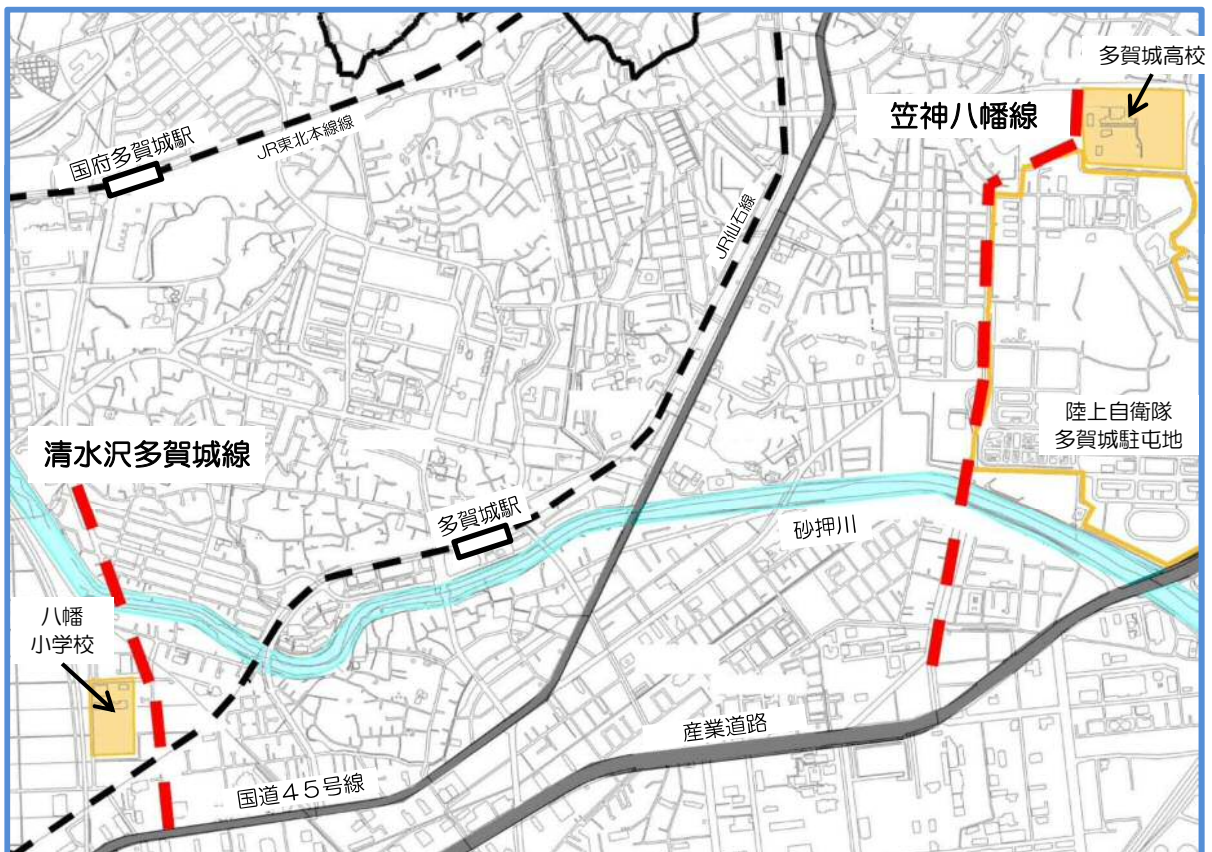 多賀城高校
笠神八幡線
国府多賀城駅
JR東北本線線
JR仙石線
陸上自衛隊
多賀城駐屯地
清水沢多賀城線
多賀城駅
砂押川
八幡
小学校
産業道路
国道４５号線